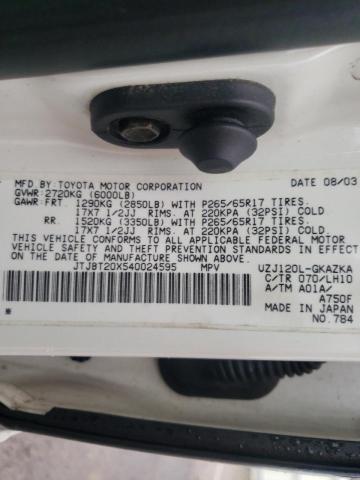 MFD BY TOYOTA MOTOR CORPORATION DATE 08/03
GVWR: 2720KG (6000LB)
GAWR: FRT. 1290KG (2850LB) WITH P265/65R17 TIRES.
17X7 1/2JJ RIMS. AT 220KPA (32PSI) COLD
RR. 1520KG (3350LB) WITH P265/65R17 TIRES.
17X7 1/2JJ RIMS. AT 220KPA (32PSI) COLD
THIS VEHICLE CONFORMS TO ALL APPLICABLE FEDERAL MOTOR
VEHICLE SAFETY AND THEFT PREVENTION STANDARDS IN
EFFECT ON THE DATE OF MANUFACTURE SHOWN ABOVE.
JTJBT20X540024595 MPV UZJ120L-GKAZKA
C/TR 070/LH10
A/TM A01A/
A750F
MADE IN JAPAN
NO.784